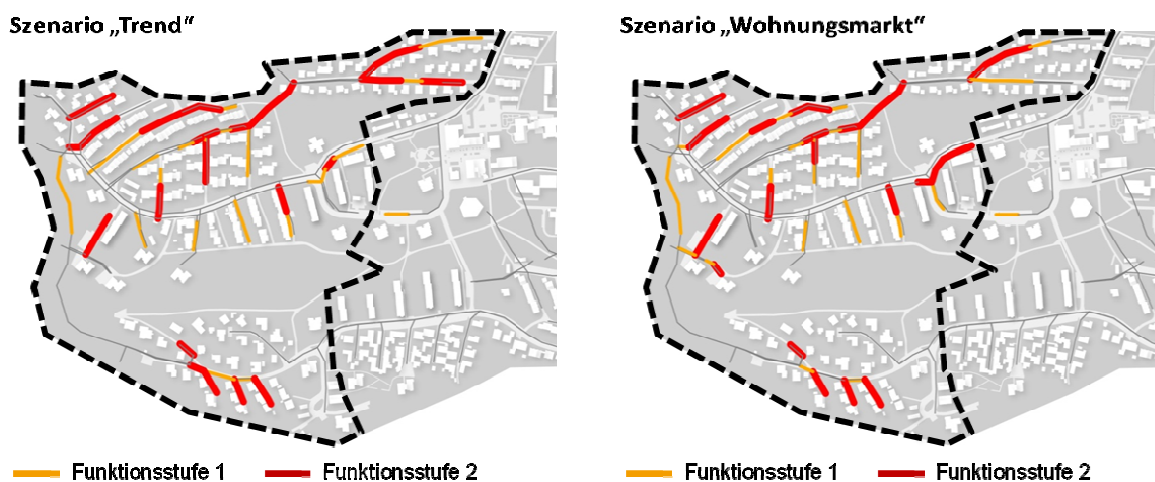 Szenario „Trend“
Szenario „Wohnungsmarkt“
Funktionsstufe 1
Funktionsstufe 2
Funktionsstufe 1
Funktionsstufe 2